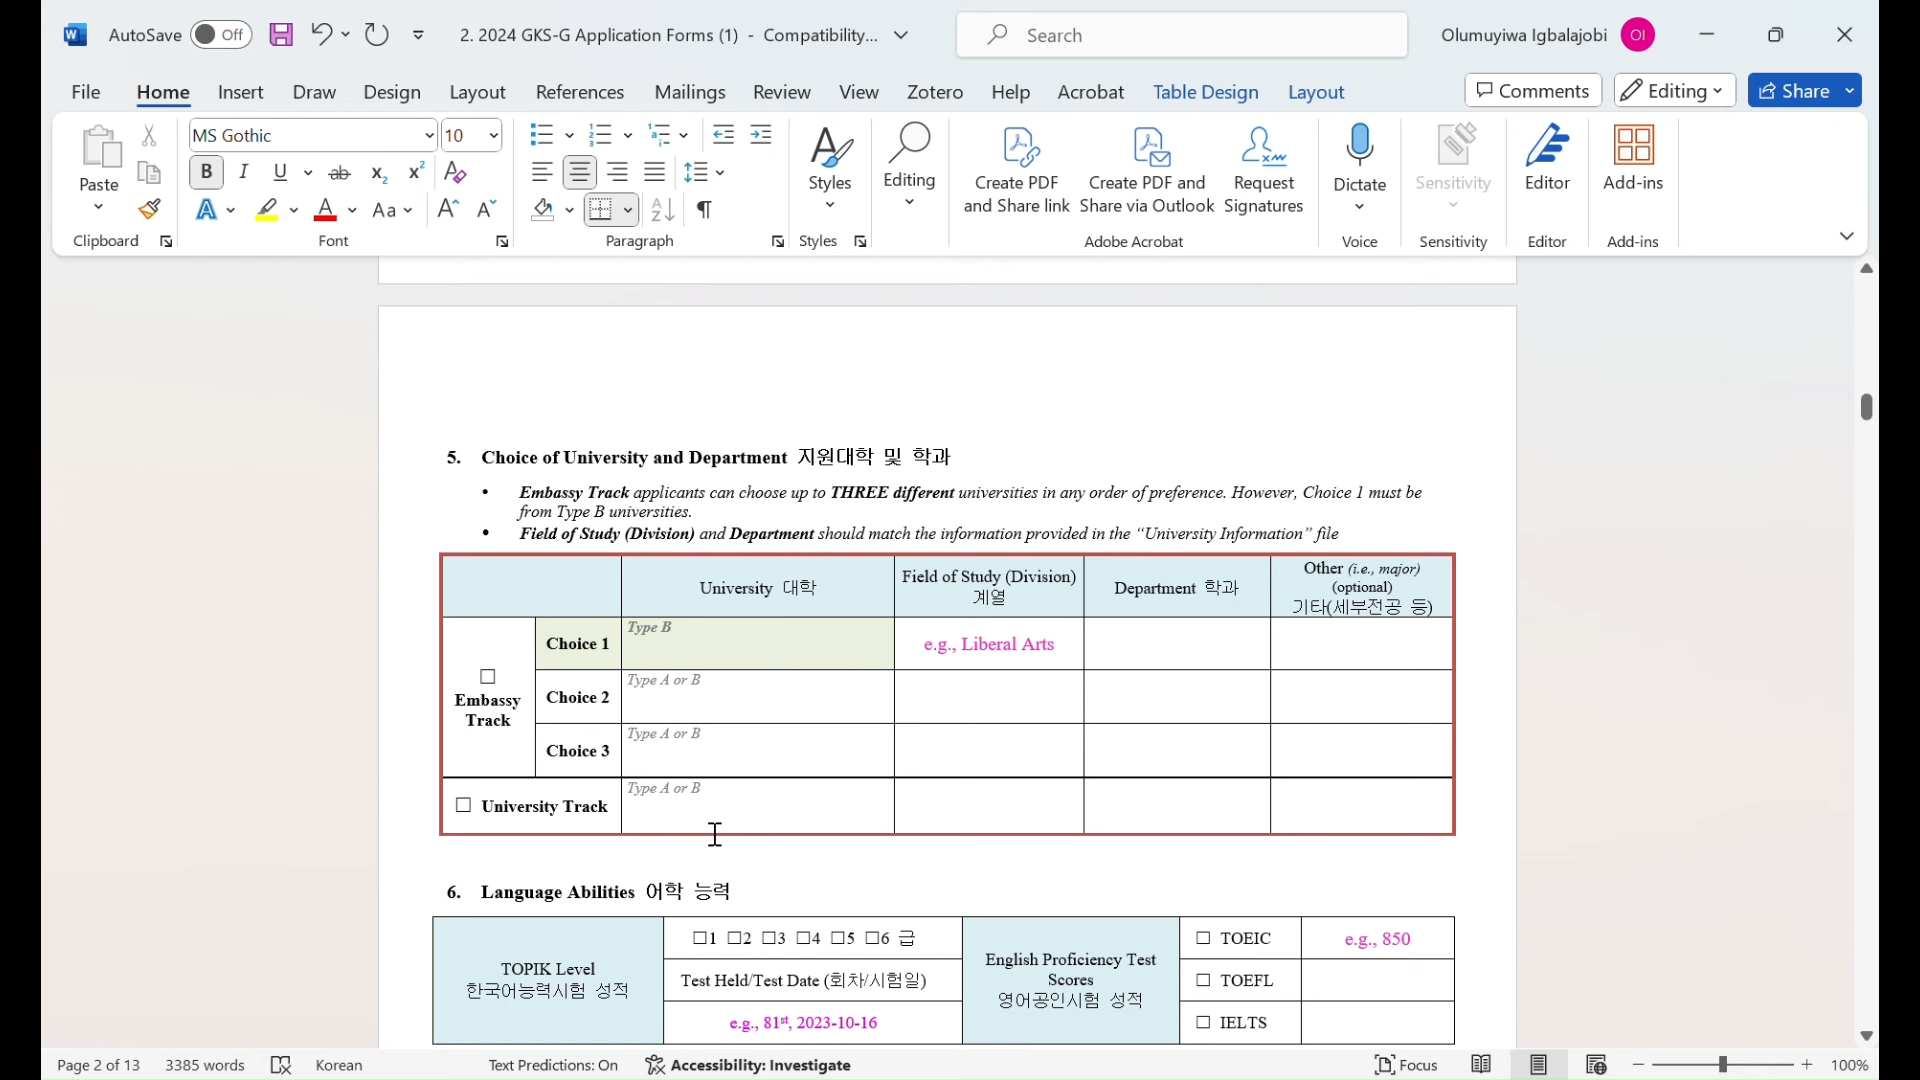 AutoSave Off 2. 2024 GKS-G Application Forms (1) - Compatibility... Search Olumuyiwa Igbalajobi OI
File Home Insert Draw Design Layout References Mailings Review View Zotero Help Acrobat Table Design Layout Comments Editing Share
Paste
Clipboard
MS Gothic 10
Font
Paragraph
Styles
Styles
Editing
Create PDF and Share link
Create PDF and Share via Outlook
Request Signatures
Adobe Acrobat
Dictate
Voice
Sensitivity
Sensitivity
Editor
Editor
Add-ins
Add-ins
5. Choice of University and Department 지원대학 및 학과
• Embassy Track applicants can choose up to THREE different universities in any order of preference. However, Choice 1 must be
from Type B universities.
• Field of Study (Division) and Department should match the information provided in the “University Information” file
University 대학
Field of Study (Division)
계열
Department 학과
Other (i.e., major)
(optional)
기타(세부전공 등)
☐
Embassy
Track
Choice 1
Type B
e.g., Liberal Arts
Choice 2
Type A or B
Choice 3
Type A or B
☐ University Track
Type A or B
6. Language Abilities 어학 능력
TOPIK Level
한국어능력시험 성적
☐1 ☐2 ☐3 ☐4 ☐5 ☐6 급
Test Held/Test Date (회차/시험일)
e.g., 81st, 2023-10-16
English Proficiency Test
Scores
영어공인시험 성적
☐ TOEIC
e.g., 850
☐ TOEFL
☐ IELTS
Page 2 of 13 3385 words Korean Text Predictions: On Accessibility: Investigate Focus 100%